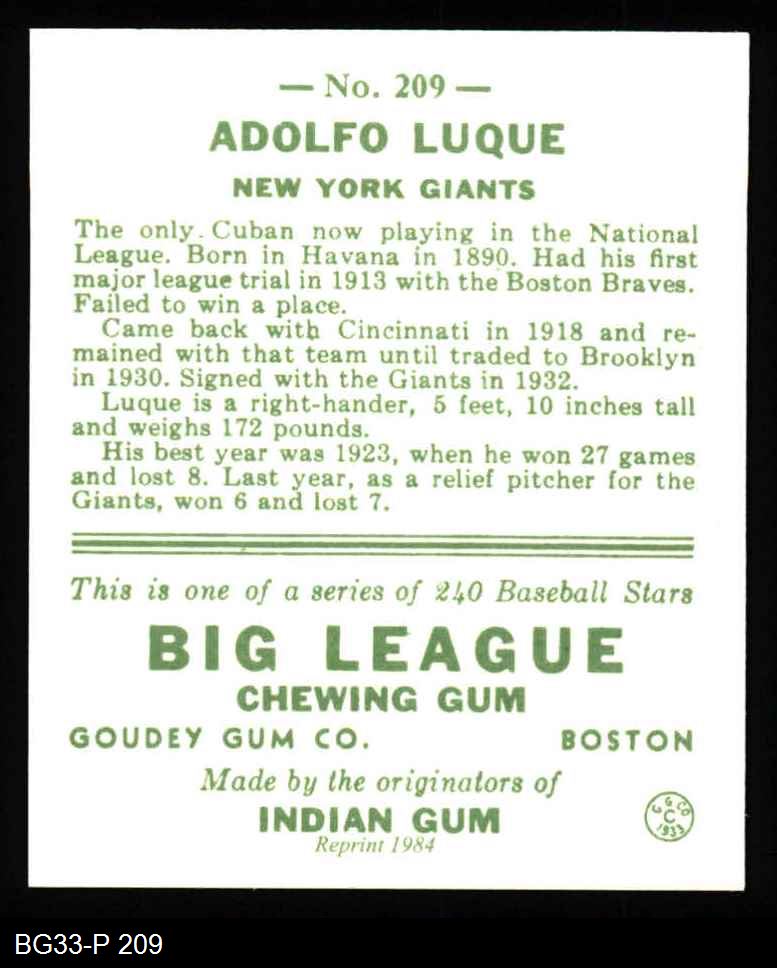 — No. 209 —
ADOLFO LUQUE
NEW YORK GIANTS
The only. Cuban now playing in the National
League. Born in Havana in 1890. Had his first
major league trial in 1913 with the Boston Braves.
Failed to win a place.
Came back with Cincinnati in 1918 and re-
mained with that team until traded to Brooklyn
in 1930. Signed with the Giants in 1932.
Luque is a right-hander, 5 feet, 10 inches tall
and weighs 172 pounds.
His best year was 1923, when he won 27 games
and lost 8. Last year, as a relief pitcher for the
Giants, won 6 and lost 7.
This is one of a series of 240 Baseball Stars
BIG LEAGUE
CHEWING GUM
GOUDEY GUM CO. BOSTON
Made by the originators of
INDIAN GUM
Reprint 1984
G G CO
C
1933
BG33-P 209